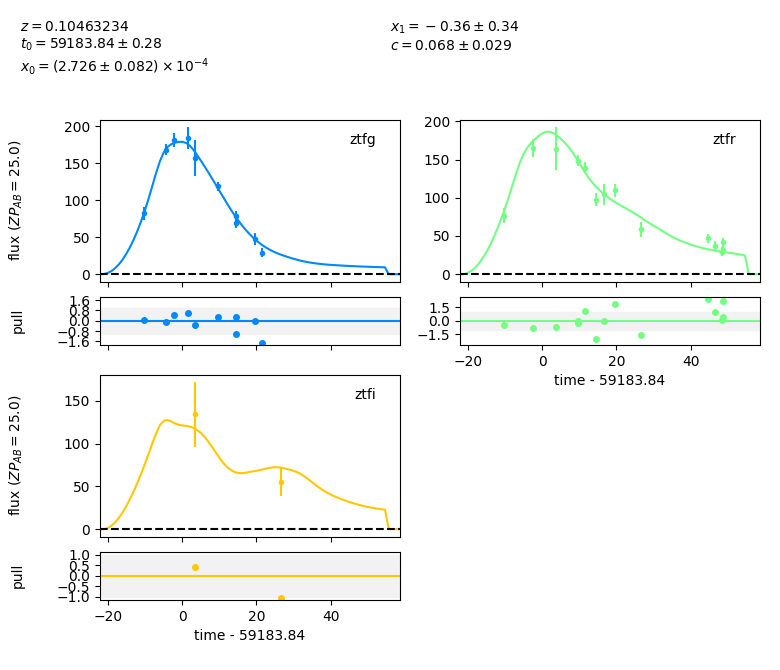 z = 0.10463234
t₀ = 59183.84 ± 0.28
x₀ = (2.726 ± 0.082) × 10⁻⁴
x₁ = −0.36 ± 0.34
c = 0.068 ± 0.029
flux (ZP_AB = 25.0)
200
150
100
50
0
ztfg
200
150
100
50
0
ztfr
pull
1.6
0.8
0.0
−0.8
−1.6
1.5
0.0
−1.5
−20 0 20 40
time - 59183.84
flux (ZP_AB = 25.0)
150
100
50
0
ztfi
pull
1.0
0.5
0.0
−0.5
−1.0
−20 0 20 40
time - 59183.84